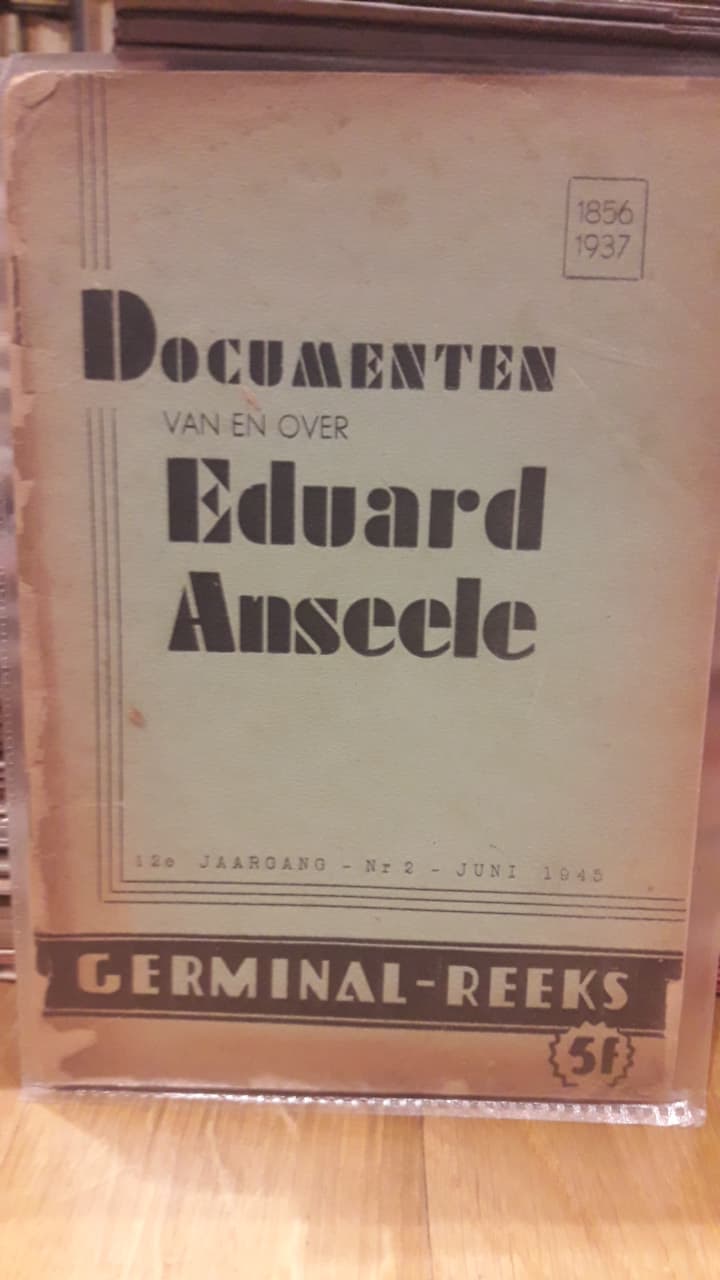 1856
1937
DOCUMENTEN
VAN EN OVER
Eduard
Anseele
12e JAARGANG - Nr 2 - JUNI 1945
GERMINAL-REEKS
5f